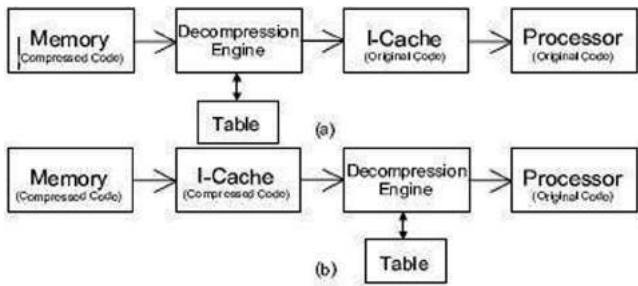 Memory
(Compressed Code)
Decompression
Engine
I-Cache
(Original Code)
Processor
(Original Code)
Table
(a)
Memory
(Compressed Code)
I-Cache
(Compressed Code)
Decompression
Engine
Processor
(Original Code)
Table
(b)